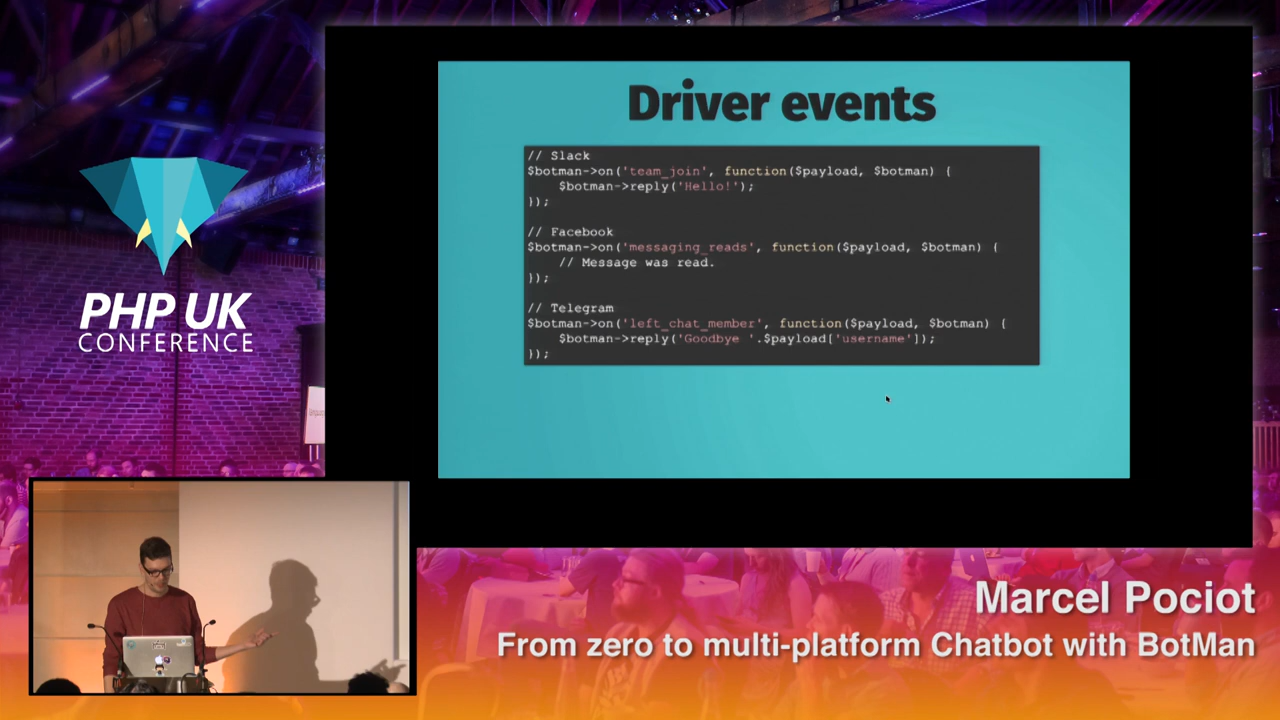 Driver events
// Slack
$botman->on('team_join', function($payload, $botman) {
    $botman->reply('Hello!');
});
// Facebook
$botman->on('messaging_reads', function($payload, $botman) {
    // Message was read.
});
// Telegram
$botman->on('left_chat_member', function($payload, $botman) {
    $botman->reply('Goodbye '.$payload['username']);
});
PHP UK
CONFERENCE
Marcel Pociot
From zero to multi-platform Chatbot with BotMan